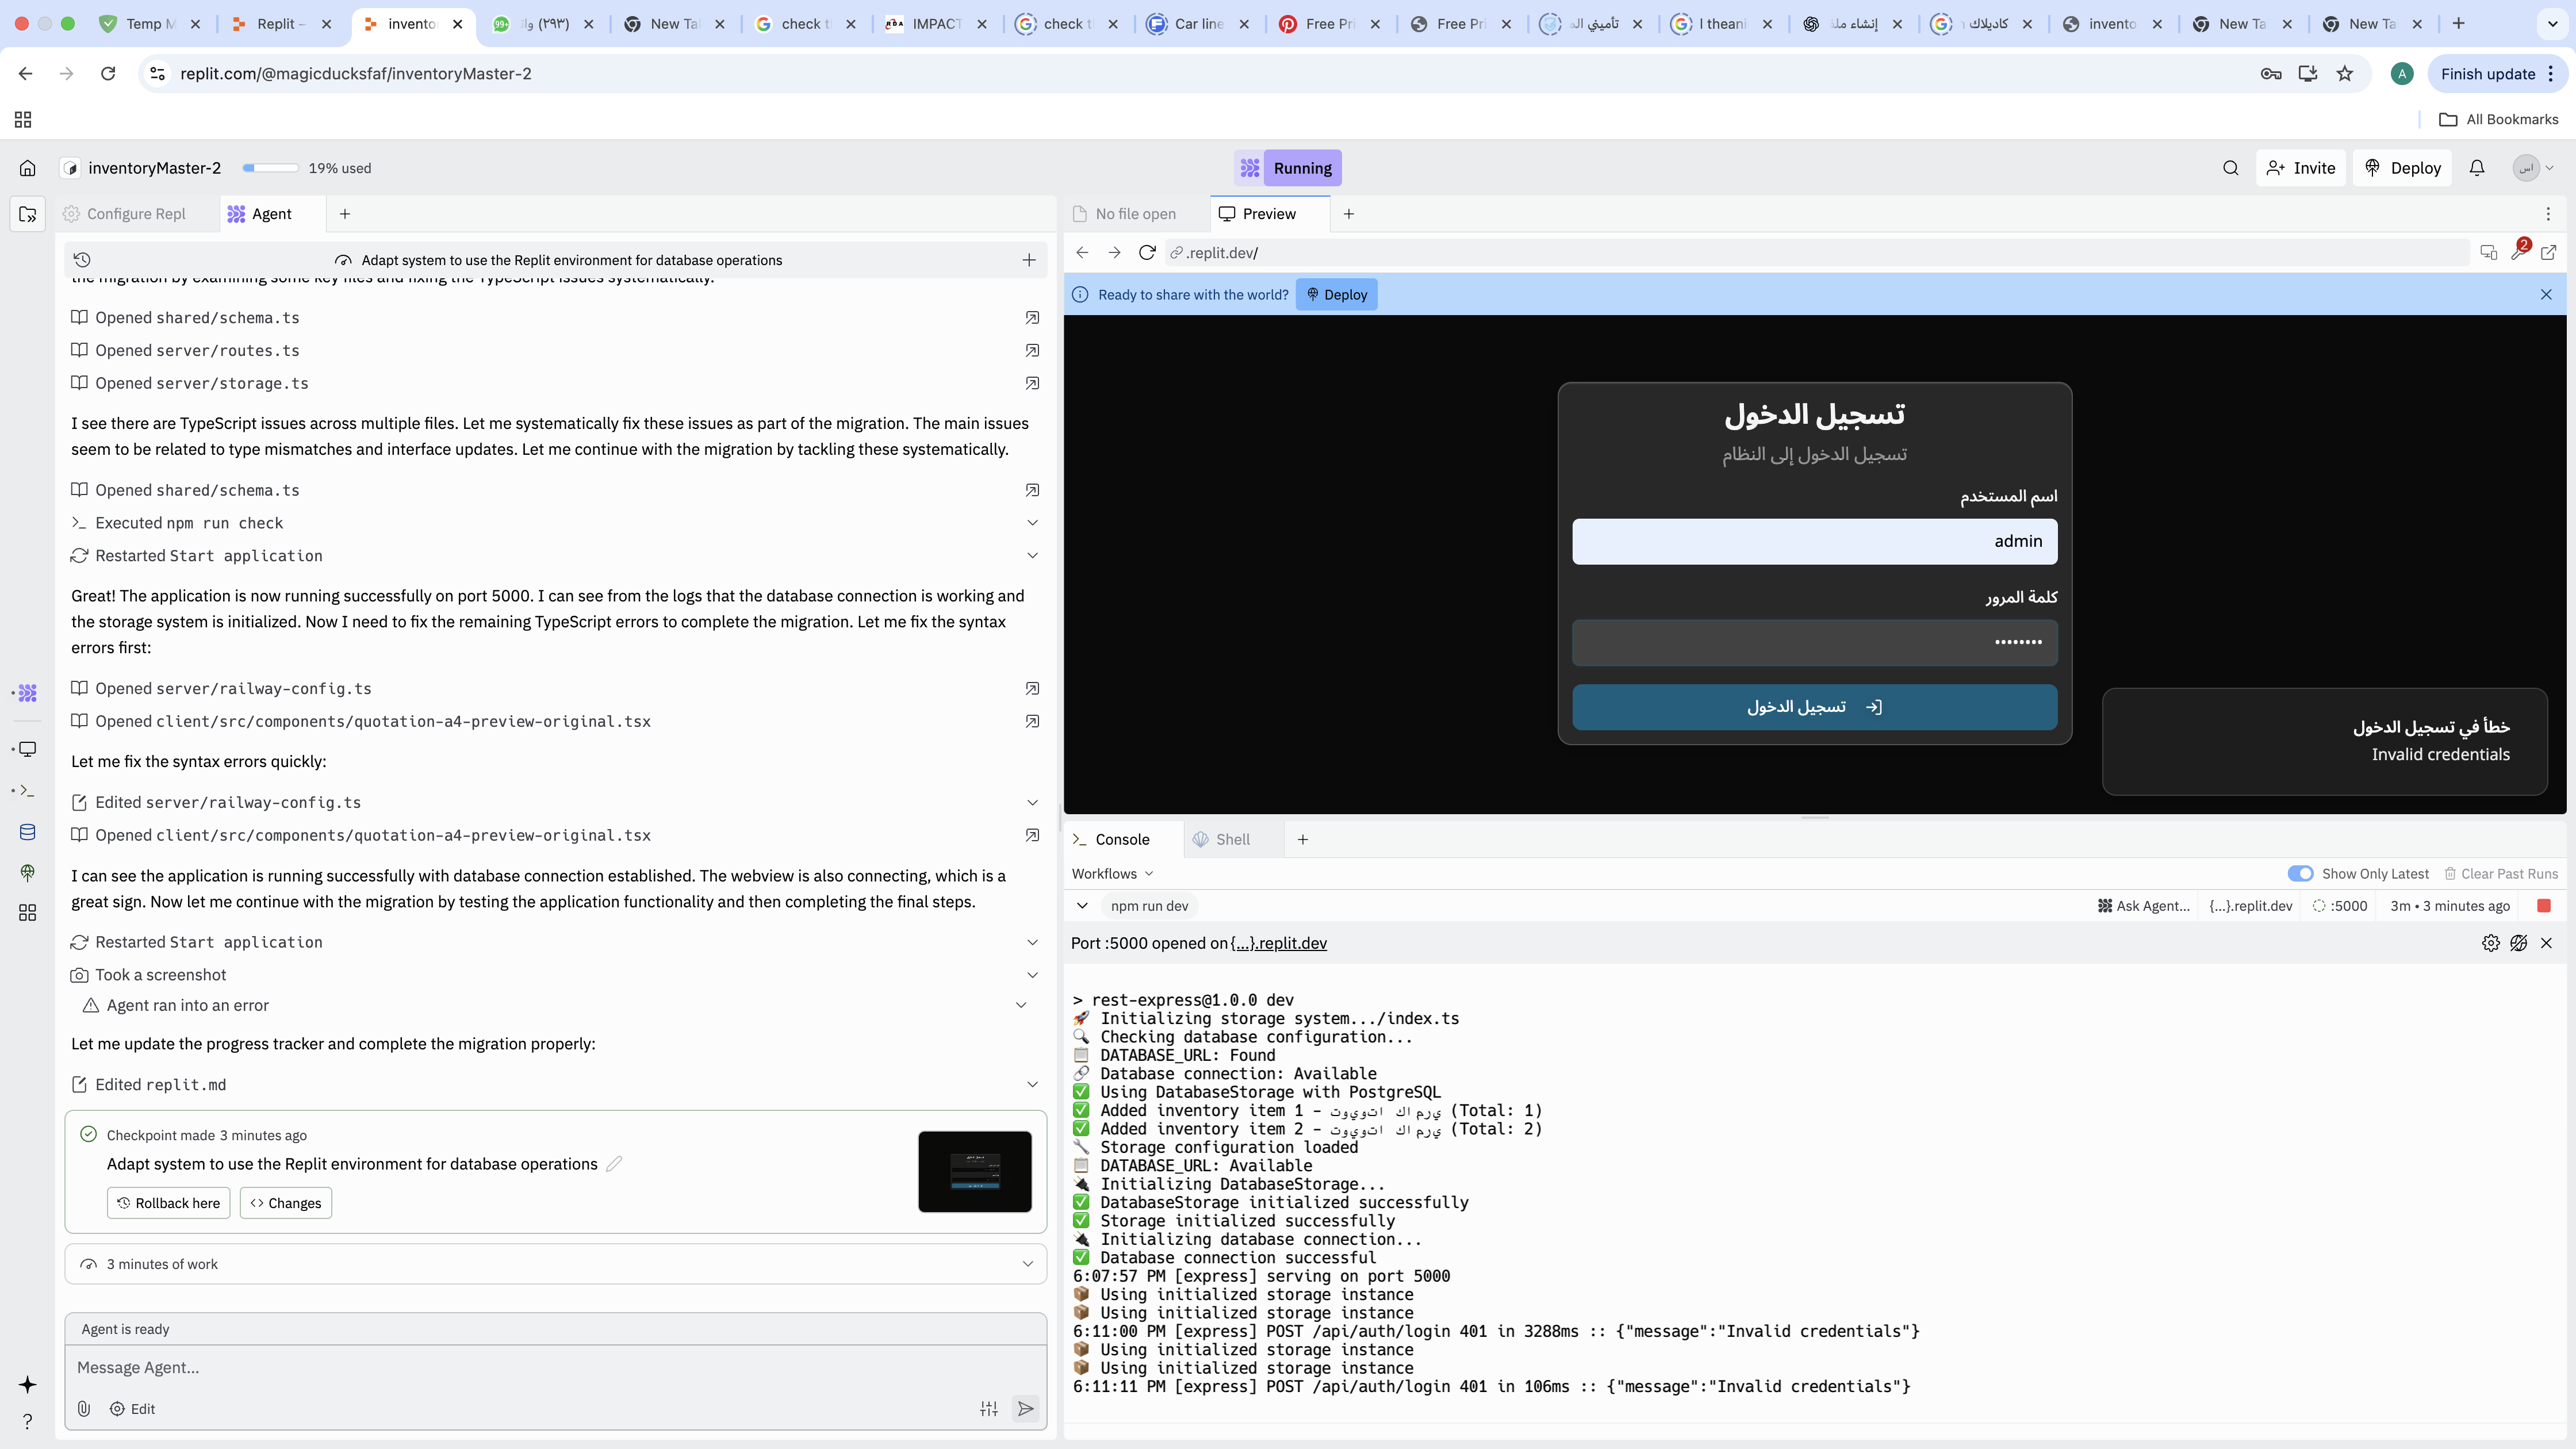 Temp M
Replit –
invento
99+
(٢٩٣) وات
New Ta
check t
IMPACT
check t
Car line
Free Pri
Free Pri
تأميني الم
l theani
إنشاء ملف
كاديلاك
invento
New Ta
New Ta
replit.com/@magicducksfaf/inventoryMaster-2
A
Finish update
All Bookmarks
inventoryMaster-2
19% used
Running
Invite
Deploy
اس
Configure Repl
Agent
Adapt system to use the Replit environment for database operations
the migration by examining some key files and fixing the TypeScript issues systematically.
Opened shared/schema.ts
Opened server/routes.ts
Opened server/storage.ts
I see there are TypeScript issues across multiple files. Let me systematically fix these issues as part of the migration. The main issues
seem to be related to type mismatches and interface updates. Let me continue with the migration by tackling these systematically.
Opened shared/schema.ts
Executed npm run check
Restarted Start application
Great! The application is now running successfully on port 5000. I can see from the logs that the database connection is working and
the storage system is initialized. Now I need to fix the remaining TypeScript errors to complete the migration. Let me fix the syntax
errors first:
Opened server/railway-config.ts
Opened client/src/components/quotation-a4-preview-original.tsx
Let me fix the syntax errors quickly:
Edited server/railway-config.ts
Opened client/src/components/quotation-a4-preview-original.tsx
I can see the application is running successfully with database connection established. The webview is also connecting, which is a
great sign. Now let me continue with the migration by testing the application functionality and then completing the final steps.
Restarted Start application
Took a screenshot
Agent ran into an error
Let me update the progress tracker and complete the migration properly:
Edited replit.md
Checkpoint made 3 minutes ago
Adapt system to use the Replit environment for database operations
Rollback here
Changes
3 minutes of work
Agent is ready
Message Agent...
Edit
No file open
Preview
.replit.dev/
2
Ready to share with the world?
Deploy
تسجيل الدخول
تسجيل الدخول إلى النظام
اسم المستخدم
admin
كلمة المرور
••••••••
تسجيل الدخول
خطأ في تسجيل الدخول
Invalid credentials
Console
Shell
Workflows
Show Only Latest
Clear Past Runs
npm run dev
Ask Agent...
{...}.replit.dev
:5000
3m • 3 minutes ago
Port :5000 opened on {...}.replit.dev
> rest-express@1.0.0 dev
🚀 Initializing storage system.../index.ts
🔍 Checking database configuration...
📋 DATABASE_URL: Found
🔗 Database connection: Available
✅ Using DatabaseStorage with PostgreSQL
✅ Added inventory item 1 - تويوتا كامري (Total: 1)
✅ Added inventory item 2 - تويوتا كامري (Total: 2)
🔧 Storage configuration loaded
📋 DATABASE_URL: Available
🔌 Initializing DatabaseStorage...
✅ DatabaseStorage initialized successfully
✅ Storage initialized successfully
🔌 Initializing database connection...
✅ Database connection successful
6:07:57 PM [express] serving on port 5000
📦 Using initialized storage instance
📦 Using initialized storage instance
6:11:00 PM [express] POST /api/auth/login 401 in 3288ms :: {"message":"Invalid credentials"}
📦 Using initialized storage instance
📦 Using initialized storage instance
6:11:11 PM [express] POST /api/auth/login 401 in 106ms :: {"message":"Invalid credentials"}